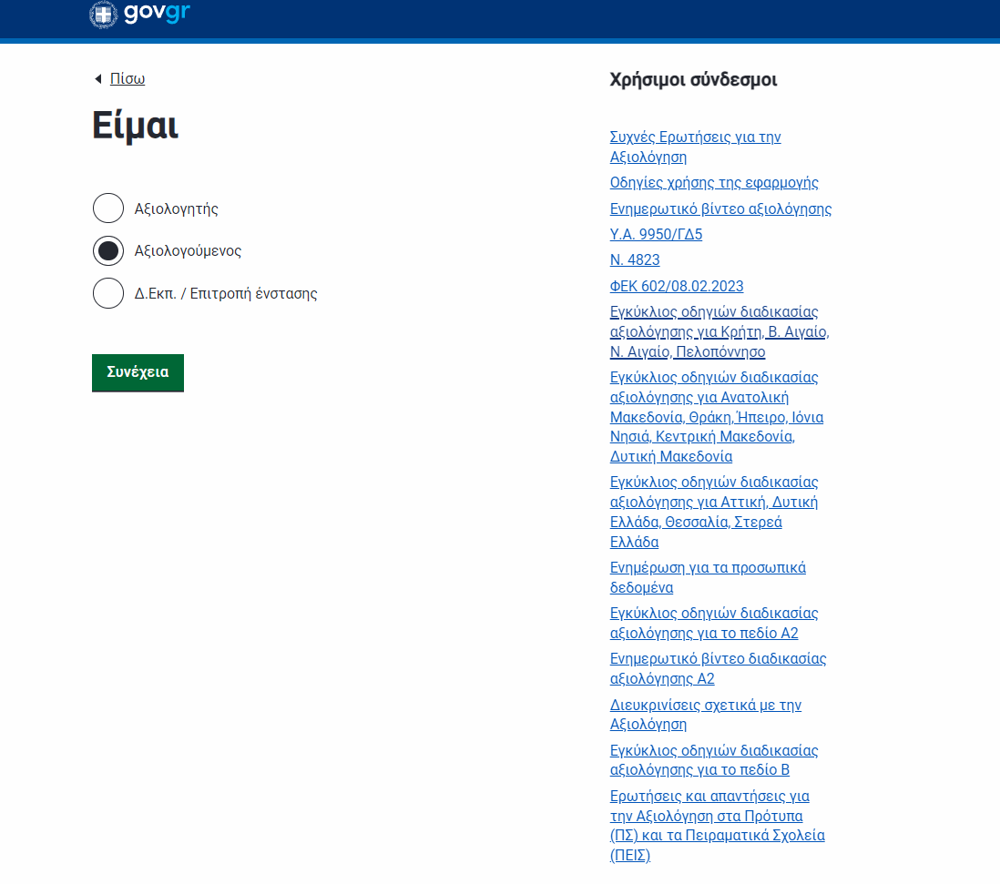 govgr
Πίσω
Είμαι
Αξιολογητής
Αξιολογούμενος
Δ.Εκπ. / Επιτροπή ένστασης
Συνέχεια
Χρήσιμοι σύνδεσμοι
Συχνές Ερωτήσεις για την
Αξιολόγηση
Οδηγίες χρήσης της εφαρμογής
Ενημερωτικό βίντεο αξιολόγησης
Υ.Α. 9950/ΓΔ5
Ν. 4823
ΦΕΚ 602/08.02.2023
Εγκύκλιος οδηγιών διαδικασίας
αξιολόγησης για Κρήτη, Β. Αιγαίο,
Ν. Αιγαίο, Πελοπόννησο
Εγκύκλιος οδηγιών διαδικασίας
αξιολόγησης για Ανατολική
Μακεδονία, Θράκη, Ήπειρο, Ιόνια
Νησιά, Κεντρική Μακεδονία,
Δυτική Μακεδονία
Εγκύκλιος οδηγιών διαδικασίας
αξιολόγησης για Αττική, Δυτική
Ελλάδα, Θεσσαλία, Στερεά
Ελλάδα
Ενημέρωση για τα προσωπικά
δεδομένα
Εγκύκλιος οδηγιών διαδικασίας
αξιολόγησης για το πεδίο Α2
Ενημερωτικό βίντεο διαδικασίας
αξιολόγησης Α2
Διευκρινίσεις σχετικά με την
Αξιολόγηση
Εγκύκλιος οδηγιών διαδικασίας
αξιολόγησης για το πεδίο Β
Ερωτήσεις και απαντήσεις για
την Αξιολόγηση στα Πρότυπα
(ΠΣ) και τα Πειραματικά Σχολεία
(ΠΕΙΣ)